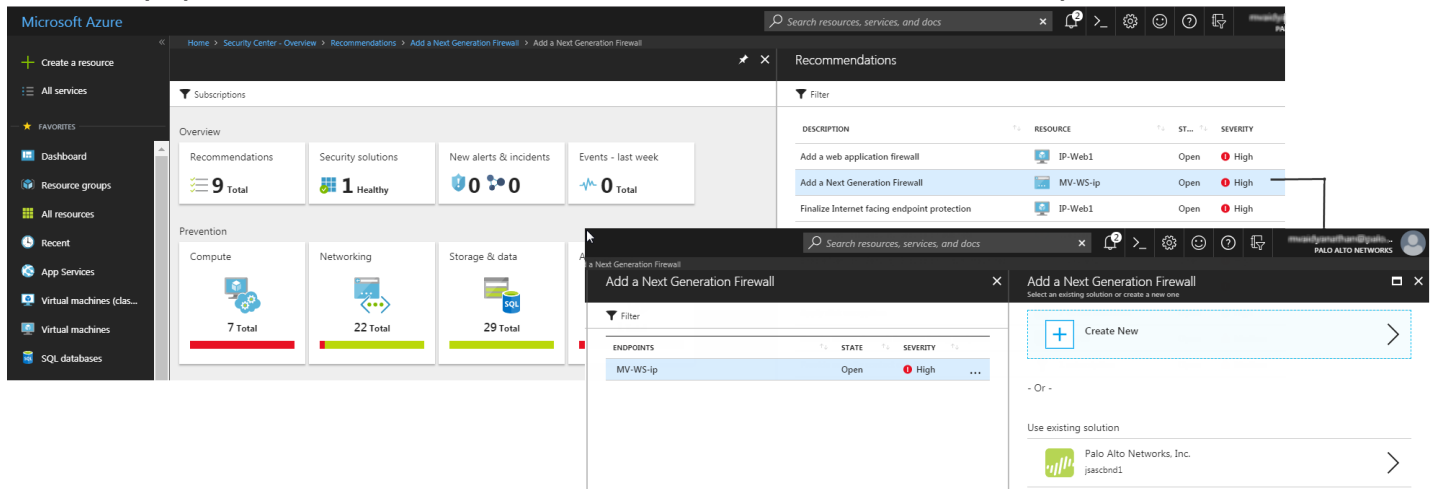 Microsoft Azure
Search resources, services, and docs
2
Home > Security Center - Overview > Recommendations > Add a Next Generation Firewall > Add a Next Generation Firewall
Create a resource
All services
FAVORITES
Dashboard
Resource groups
All resources
Recent
App Services
Virtual machines (clas...
Virtual machines
SQL databases
Subscriptions
Overview
Recommendations
9 Total
Security solutions
1 Healthy
New alerts & incidents
0 0
Events - last week
0 Total
Prevention
Compute
7 Total
Networking
22 Total
Storage & data
SQL
29 Total
A
Recommendations
Filter
DESCRIPTION RESOURCE ST... SEVERITY
Add a web application firewall IP-Web1 Open High
Add a Next Generation Firewall MV-WS-ip Open High
Finalize Internet facing endpoint protection IP-Web1 Open High
Search resources, services, and docs
2
PALO ALTO NETWORKS
a Next Generation Firewall
Add a Next Generation Firewall
Filter
ENDPOINTS STATE SEVERITY
MV-WS-ip Open High ...
Add a Next Generation Firewall
Select an existing solution or create a new one
Create New
- Or -
Use existing solution
Palo Alto Networks, Inc.
jsascbnd1